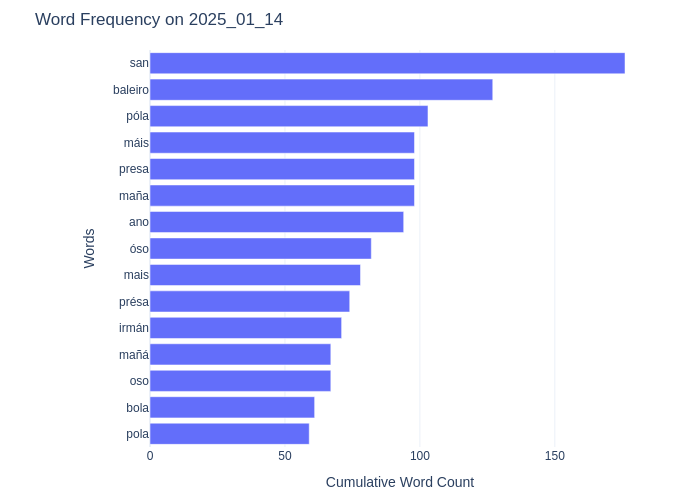 Word Frequency on 2025_01_14
san
baleiro
póla
máis
presa
maña
ano
óso
mais
présa
irmán
mañá
oso
bola
pola
Words
0 50 100 150
Cumulative Word Count